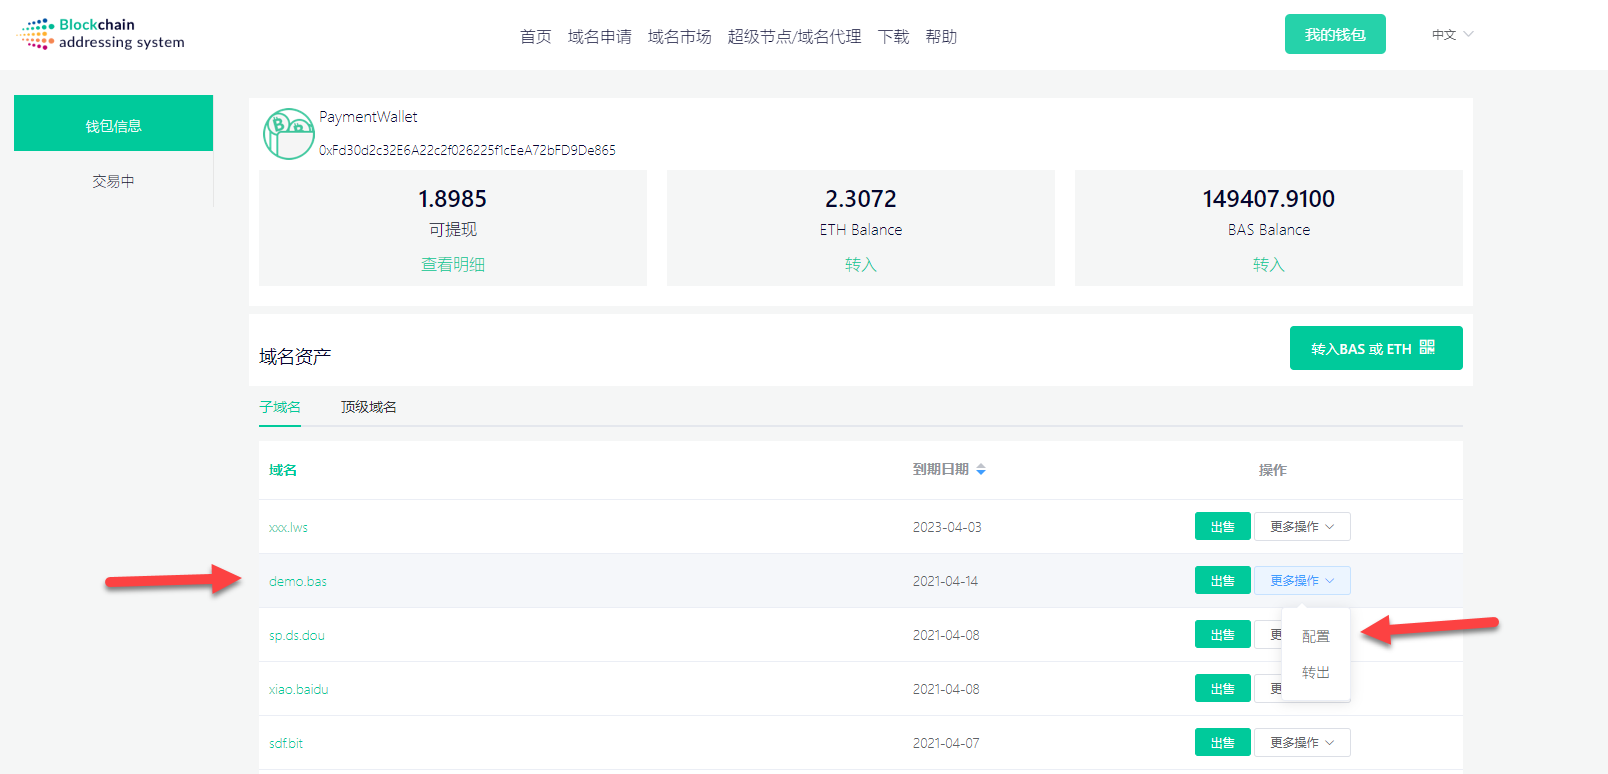 Blockchain
addressing system
首页 域名申请 域名市场 超级节点/域名代理 下载 帮助
我的钱包
中文
钱包信息
交易中
PaymentWallet
0xFd30d2c32E6A22c2f026225f1cEeA72bFD9De865
1.8985
可提现
查看明细
2.3072
ETH Balance
转入
149407.9100
BAS Balance
转入
域名资产
转入BAS 或 ETH
子域名 顶级域名
域名 到期日期 操作
xxx.lws 2023-04-03 出售 更多操作
demo.bas 2021-04-14 出售 更多操作
sp.ds.dou 2021-04-08 出售 更
配置
转出
xiao.baidu 2021-04-08 出售 更
sdf.bit 2021-04-07 出售 更多操作